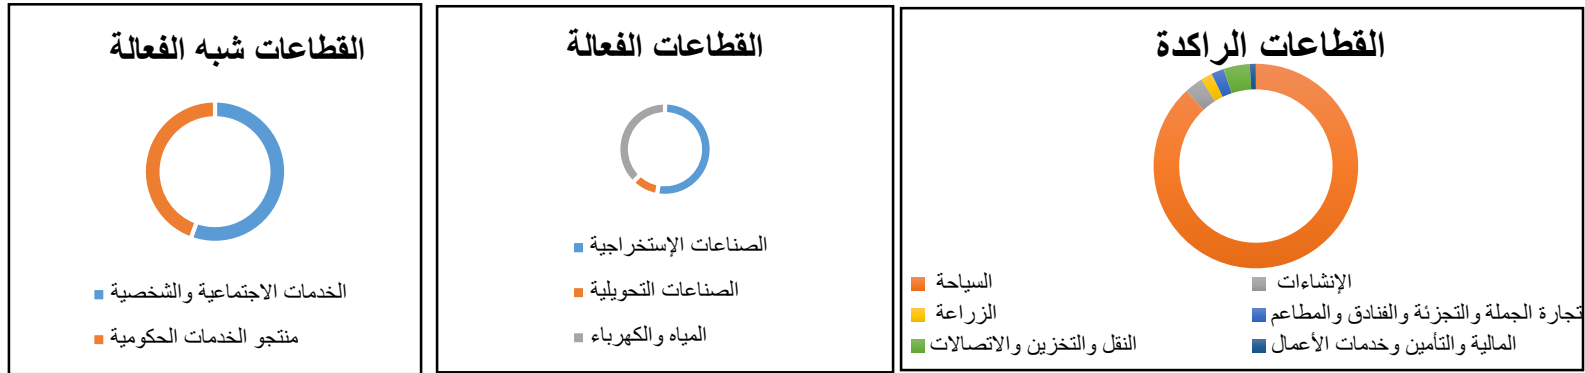 القطاعات الراكدة
السياحة
الإنشاءات
الزراعة
تجارة الجملة والتجزئة والفنادق والمطاعم
النقل والتخزين والاتصالات
المالية والتأمين وخدمات الأعمال
القطاعات الفعالة
الصناعات الإستخراجية
الصناعات التحويلية
المياه والكهرباء
القطاعات شبه الفعالة
الخدمات الاجتماعية والشخصية
منتجو الخدمات الحكومية